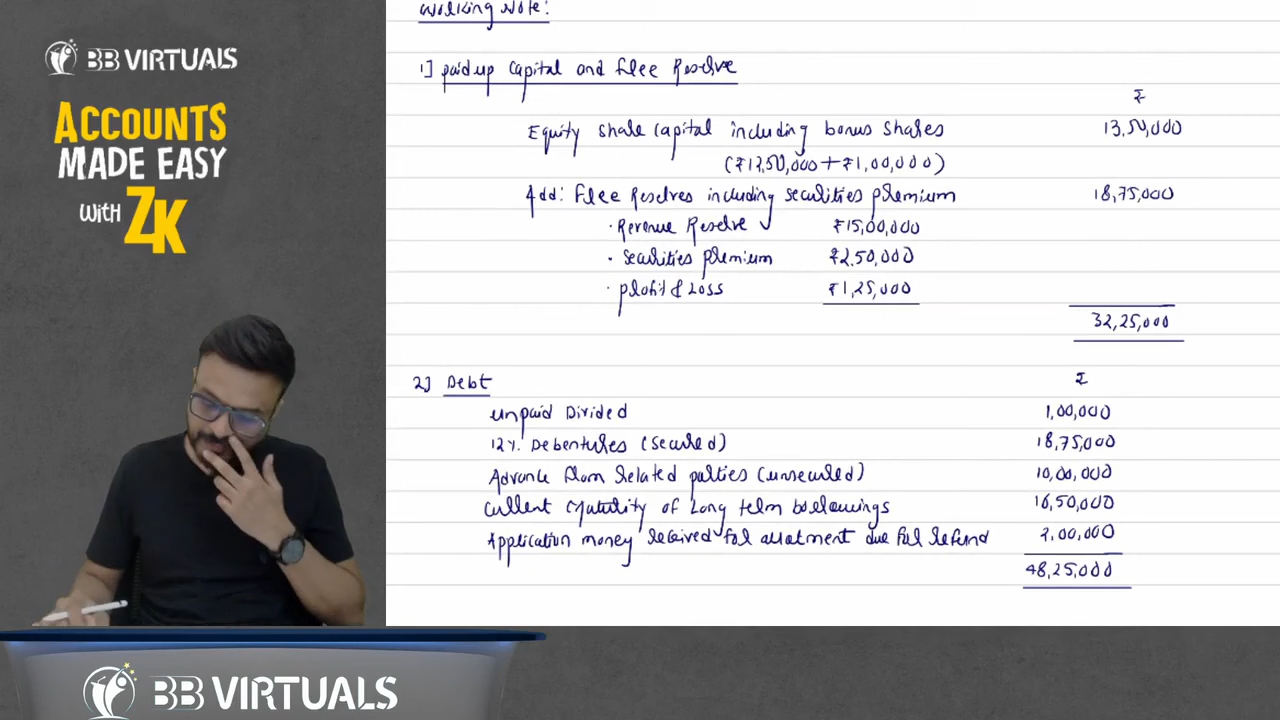 BB VIRTUALS
ACCOUNTS
MADE EASY
with ZK
Working Note:
1] Paid up Capital and Free Reserve
₹
Equity share capital including bonus shares 13,50,000
(₹12,50,000 + ₹1,00,000)
Add: Free Reserves including securities premium 18,75,000
· Revenue Reserve ₹15,00,000
· Securities premium ₹2,50,000
· Profit & Loss ₹1,25,000
32,25,000
2] Debt ₹
Unpaid Divided 1,00,000
12% Debentures (secured) 18,75,000
Advance from related parties (unsecured) 10,00,000
Current Maturity of Long term borrowings 16,50,000
Application money received for allotment due for refund 2,00,000
48,25,000
BB VIRTUALS